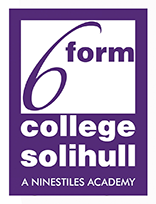 6 form
college
solihull
A NINESTILES ACADEMY